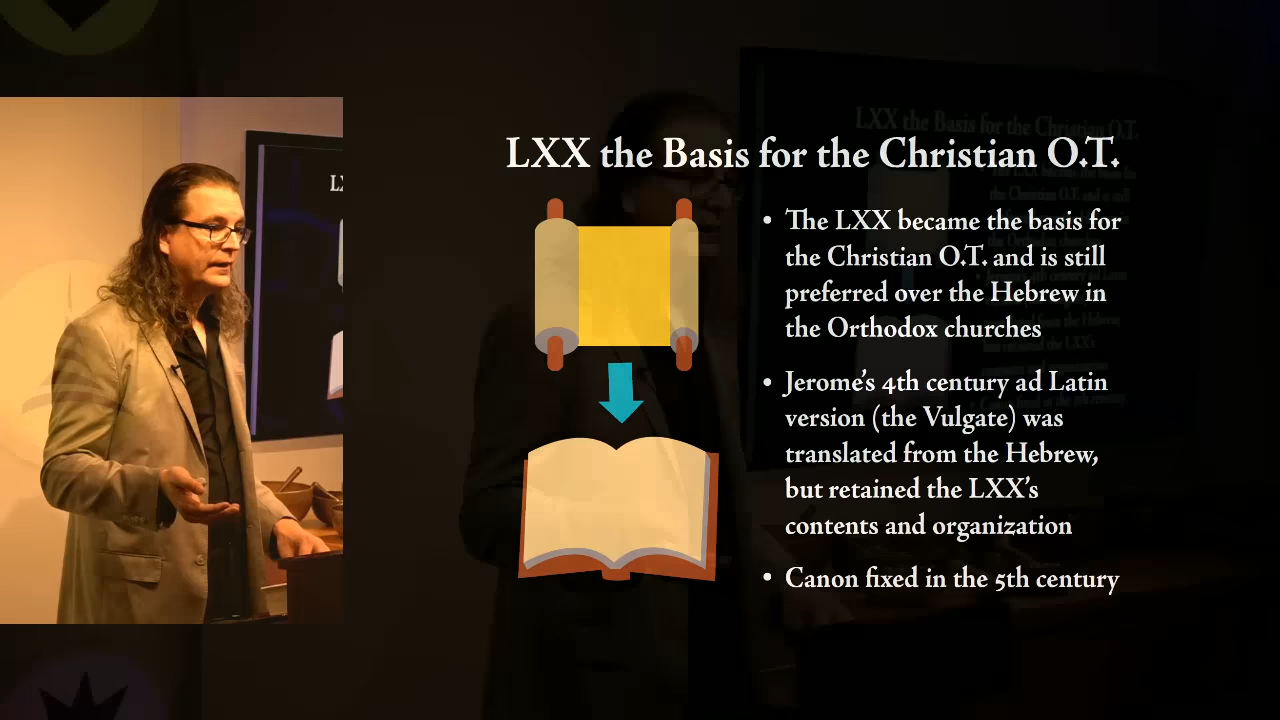 LXX the Basis for the Christian O.T.
• The LXX became the basis for
the Christian O.T. and is still
preferred over the Hebrew in
the Orthodox churches
• Jerome's 4th century ad Latin
version (the Vulgate) was
translated from the Hebrew,
but retained the LXX's
contents and organization
• Canon fixed in the 5th century